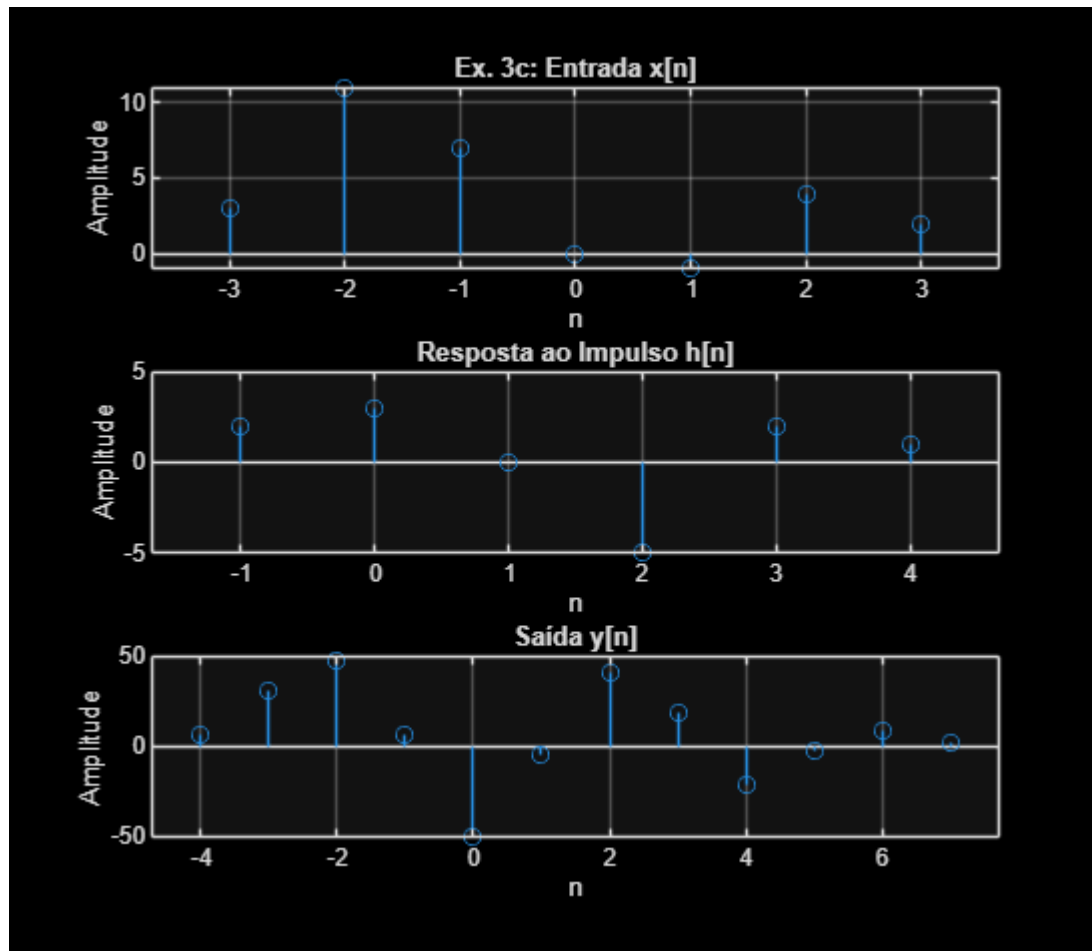 Ex. 3c: Entrada x[n]
10
5
0
Amplitude
-3 -2 -1 0 1 2 3
n
Resposta ao Impulso h[n]
5
0
-5
Amplitude
-1 0 1 2 3 4
n
Saída y[n]
50
0
-50
Amplitude
-4 -2 0 2 4 6
n